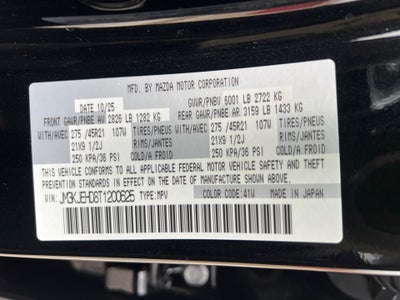 MFD. BY MAZDA MOTOR CORPORATION
DATE 10/25 GVWR/PNBV 6001 LB 2722 KG
FRONT GAWR/PNBE AV 2826 LB 1282 KG REAR GAWR/PNBE AR 3159 LB 1433 KG
WITH/AVEC 275 /45R21 107W TIRES/PNEUS WITH/AVEC 275 /45R21 107W TIRES/PNEUS
21X9 1/2J RIMS/JANTES 21X9 1/2J RIMS/JANTES
250 KPA/36 PSI COLD/A FROID 250 KPA/36 PSI COLD/A FROID
THIS VEHICLE CONFORMS TO ALL APPLICABLE FEDERAL MOTOR VEHICLE SAFETY AND
THEFT PREVENTION STANDARDS IN EFFECT ON THE DATE OF MANUFACTURE SHOWN ABOVE.
VIN: JM3KJEHD8T1200625 TYPE:MPV COLOR CODE:41W MADE IN JAPAN